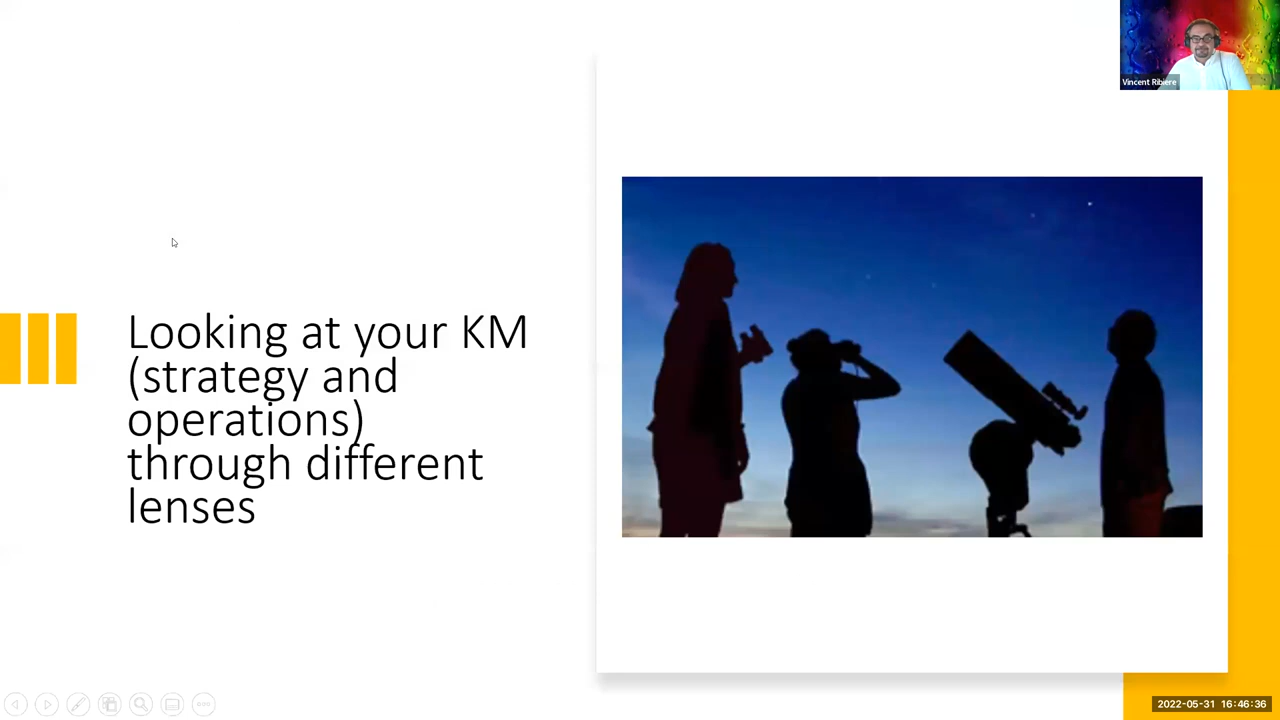 Vincent Ribiere
Looking at your KM
(strategy and
operations)
through different
lenses
2022-05-31 16:46:36